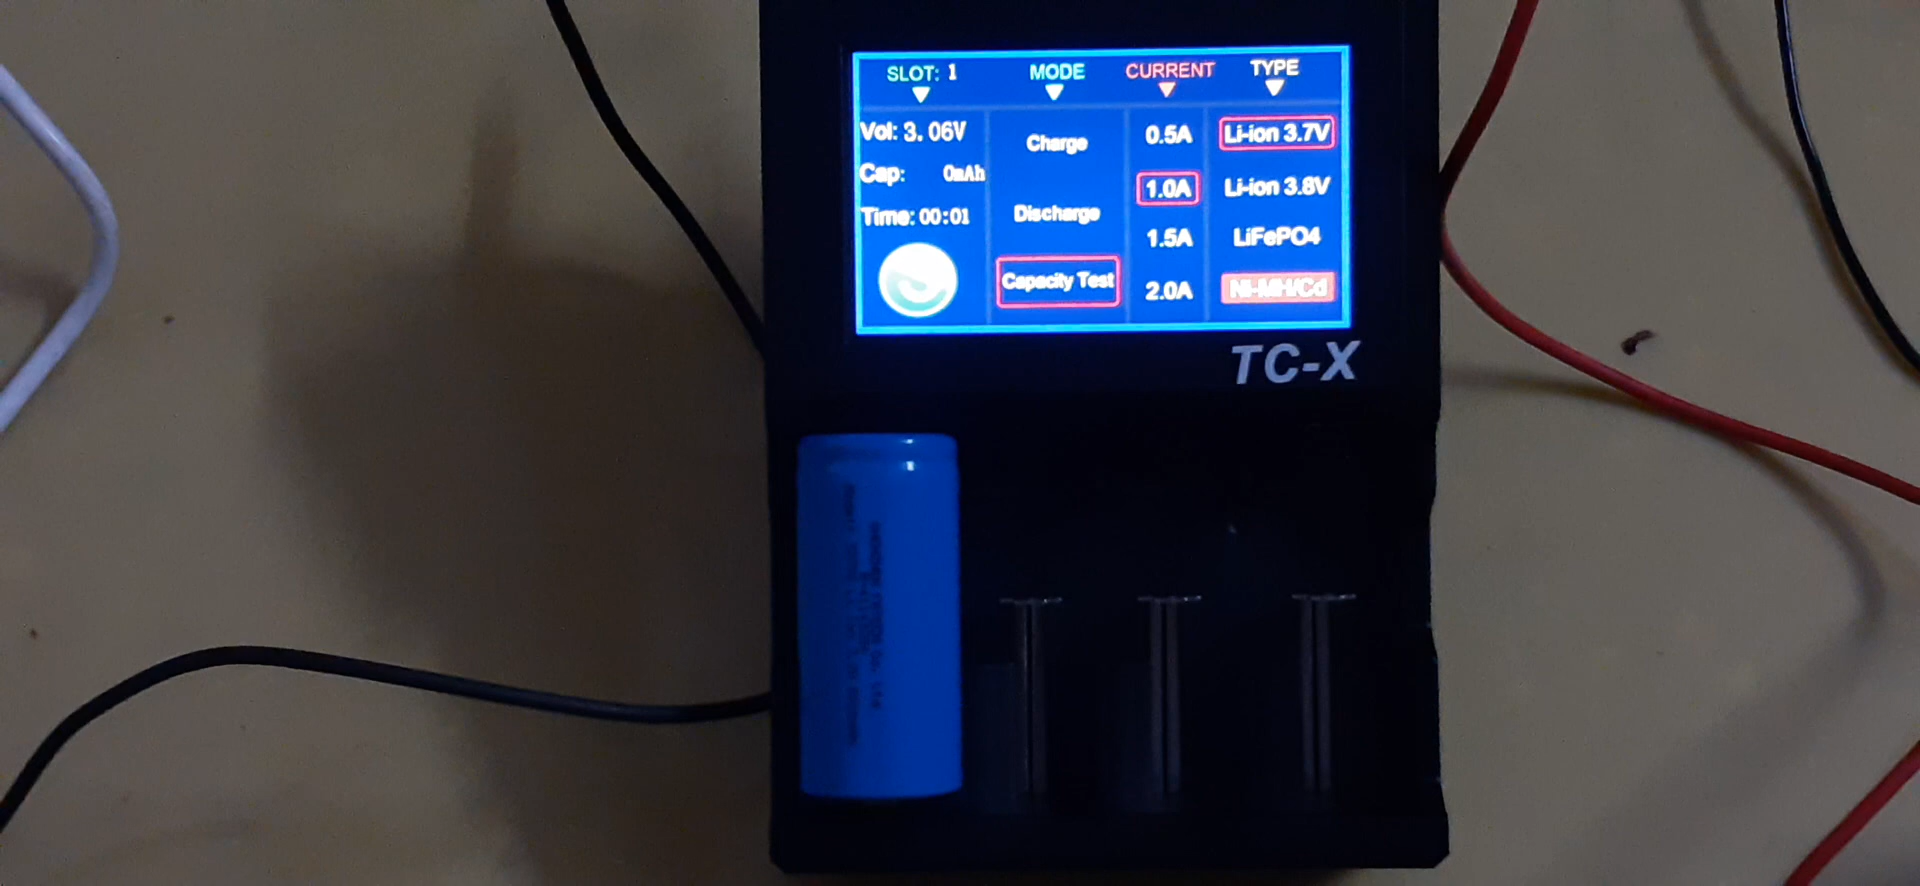 SLOT: 1 MODE CURRENT TYPE
Vol: 3.06V
Cap: 0mAh
Time: 00:01
Charge
Discharge
Capacity Test
0.5A
1.0A
1.5A
2.0A
Li-ion 3.7V
Li-ion 3.8V
LiFePO4
Ni-MH/Cd
TC-X